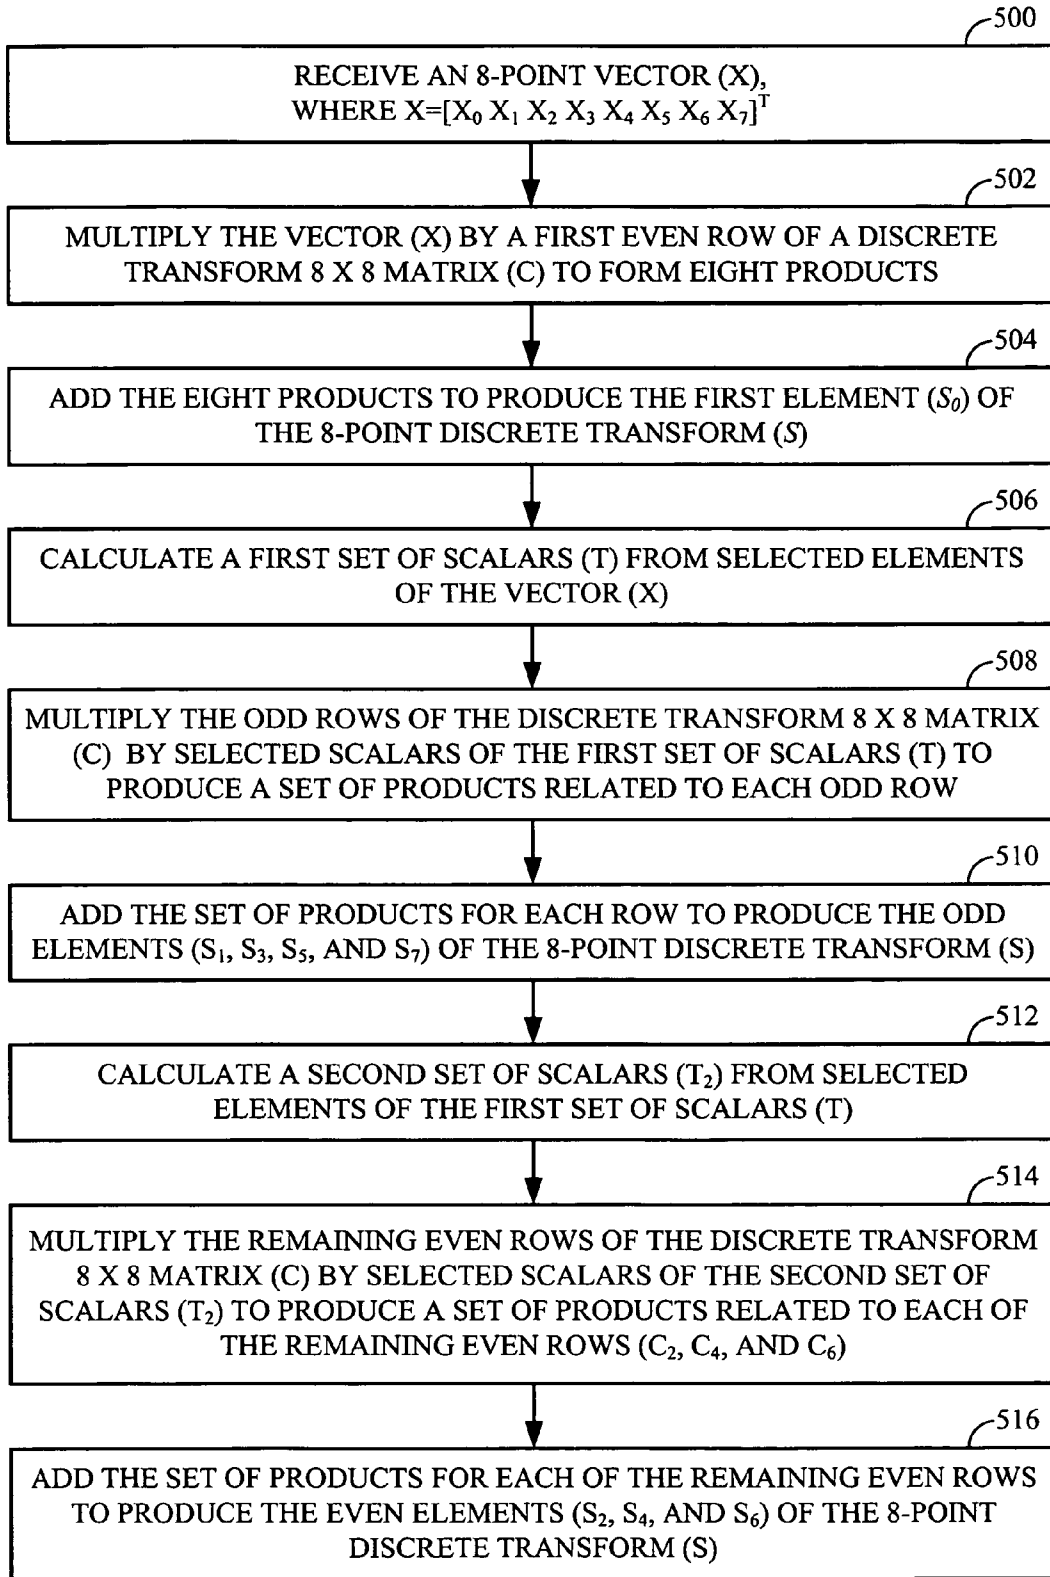 500
RECEIVE AN 8-POINT VECTOR (X),
WHERE X=[X₀ X₁ X₂ X₃ X₄ X₅ X₆ X₇]ᵀ
502
MULTIPLY THE VECTOR (X) BY A FIRST EVEN ROW OF A DISCRETE
TRANSFORM 8 X 8 MATRIX (C) TO FORM EIGHT PRODUCTS
504
ADD THE EIGHT PRODUCTS TO PRODUCE THE FIRST ELEMENT (S₀) OF
THE 8-POINT DISCRETE TRANSFORM (S)
506
CALCULATE A FIRST SET OF SCALARS (T) FROM SELECTED ELEMENTS
OF THE VECTOR (X)
508
MULTIPLY THE ODD ROWS OF THE DISCRETE TRANSFORM 8 X 8 MATRIX
(C) BY SELECTED SCALARS OF THE FIRST SET OF SCALARS (T) TO
PRODUCE A SET OF PRODUCTS RELATED TO EACH ODD ROW
510
ADD THE SET OF PRODUCTS FOR EACH ROW TO PRODUCE THE ODD
ELEMENTS (S₁, S₃, S₅, AND S₇) OF THE 8-POINT DISCRETE TRANSFORM (S)
512
CALCULATE A SECOND SET OF SCALARS (T₂) FROM SELECTED
ELEMENTS OF THE FIRST SET OF SCALARS (T)
514
MULTIPLY THE REMAINING EVEN ROWS OF THE DISCRETE TRANSFORM
8 X 8 MATRIX (C) BY SELECTED SCALARS OF THE SECOND SET OF
SCALARS (T₂) TO PRODUCE A SET OF PRODUCTS RELATED TO EACH OF
THE REMAINING EVEN ROWS (C₂, C₄, AND C₆)
516
ADD THE SET OF PRODUCTS FOR EACH OF THE REMAINING EVEN ROWS
TO PRODUCE THE EVEN ELEMENTS (S₂, S₄, AND S₆) OF THE 8-POINT
DISCRETE TRANSFORM (S)